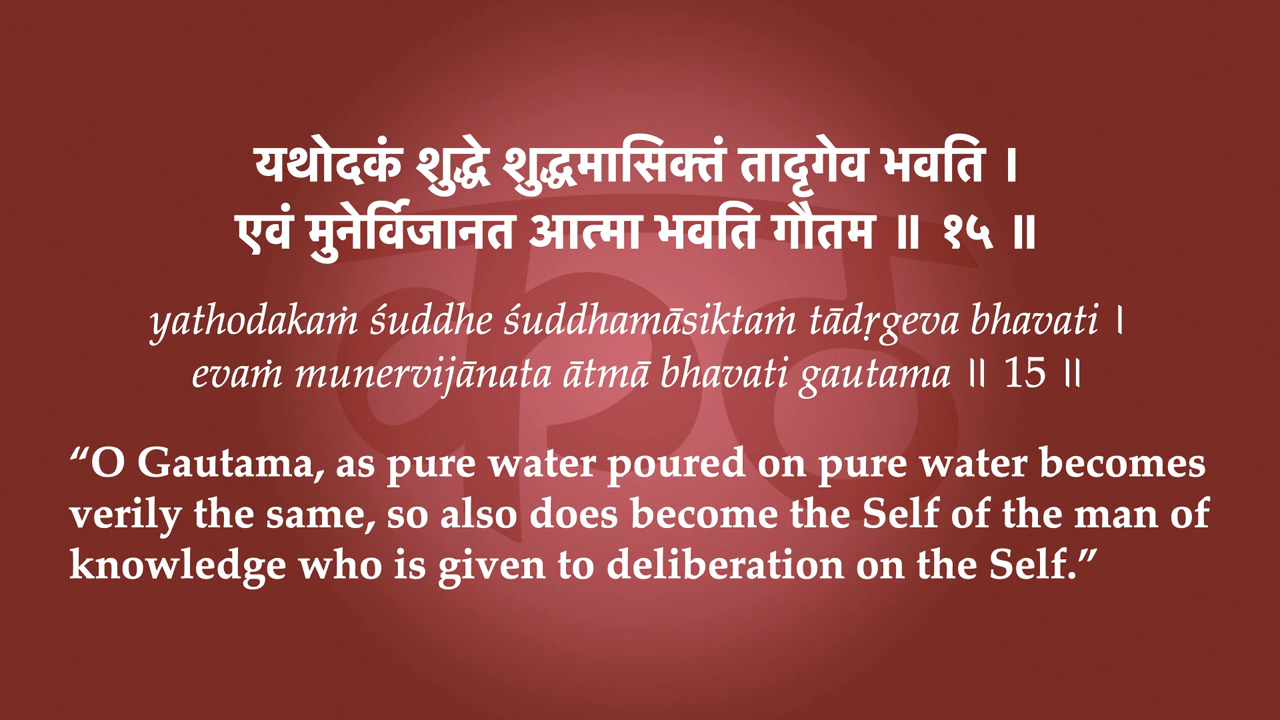 यथोदकं शुद्धे शुद्धमासिक्तं तादृगेव भवति ।
एवं मुनेर्विजानत आत्मा भवति गौतम ॥ १५ ॥
yathodakaṁ śuddhe śuddhamāsiktaṁ tādṛgeva bhavati ।
evaṁ munervijānata ātmā bhavati gautama ॥ 15 ॥
“O Gautama, as pure water poured on pure water becomes
verily the same, so also does become the Self of the man of
knowledge who is given to deliberation on the Self.”
कठ